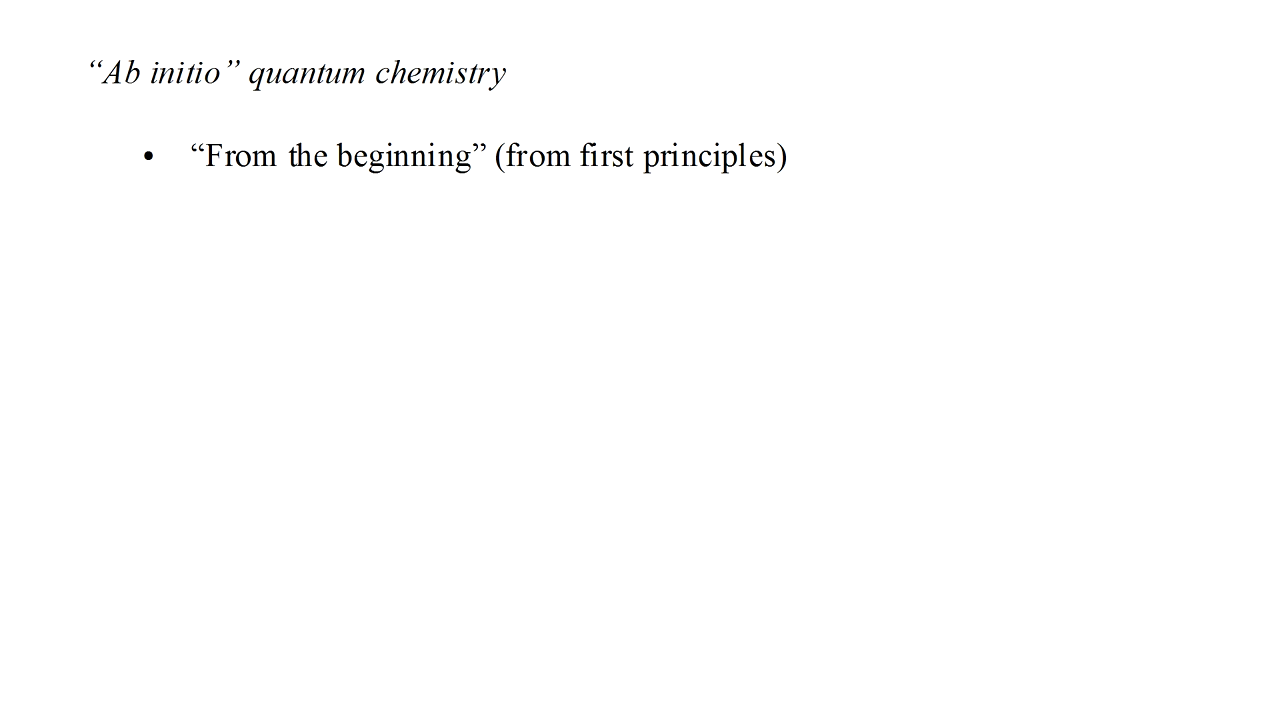 “Ab initio” quantum chemistry
• “From the beginning” (from first principles)